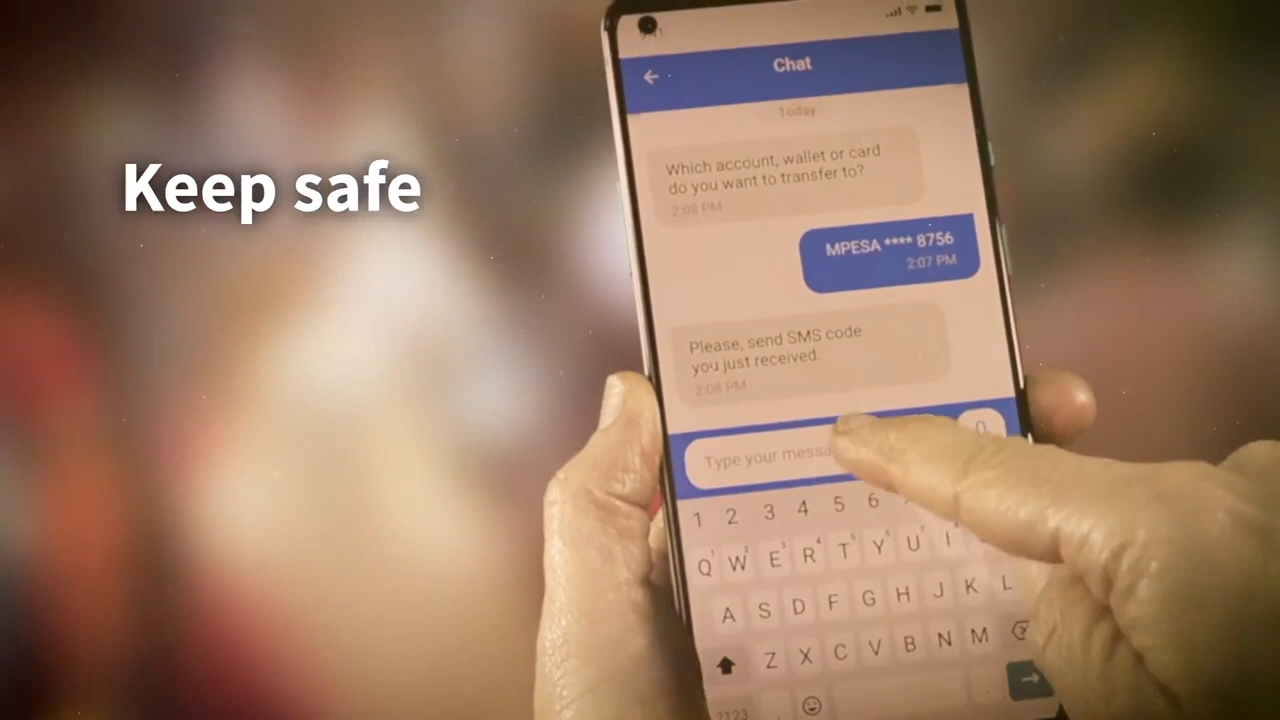 Keep safe
Chat
Today
Which account, wallet or card
do you want to transfer to?
2:08 PM
MPESA **** 8756
2:07 PM
Please, send SMS code
you just received.
2:08 PM
Type your messa
1 2 3 4 5 6
Q W E R T Y U I
A S D F G H J K L
Z X C V B N M
?123